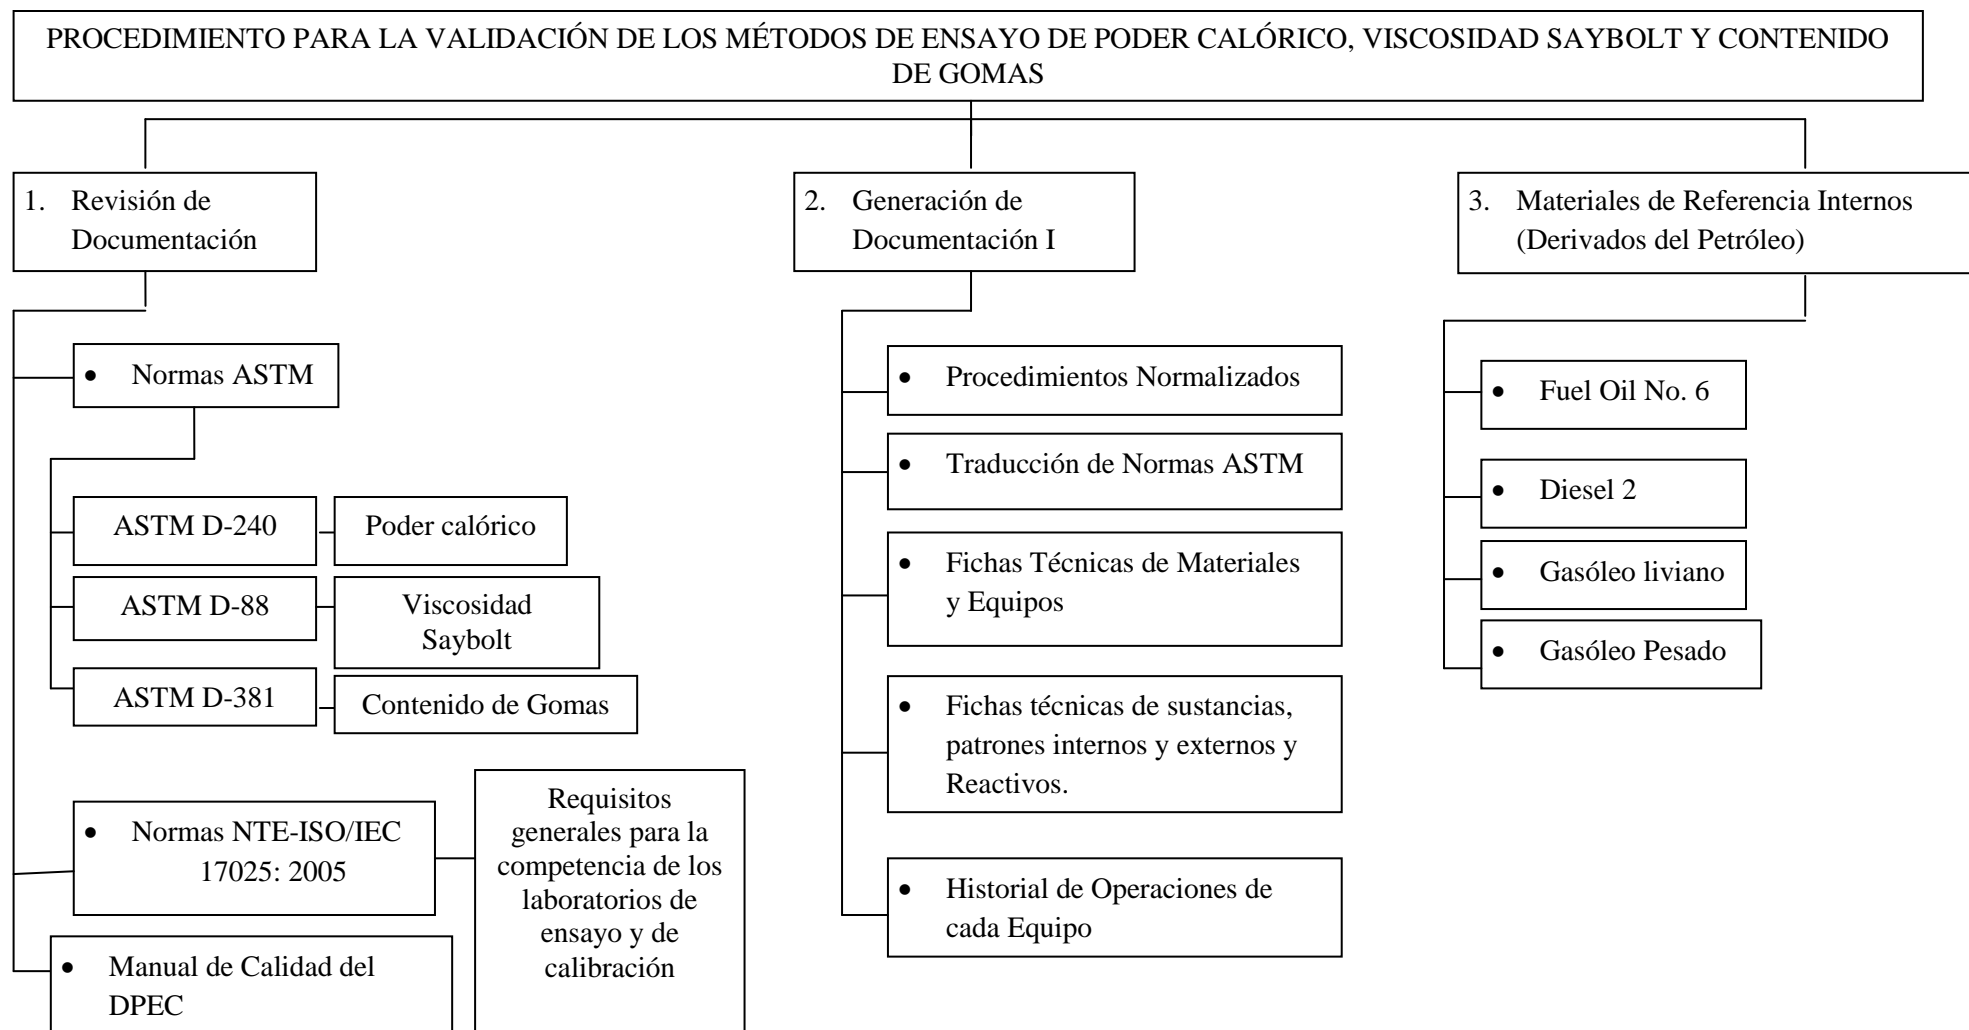 PROCEDIMIENTO PARA LA VALIDACIÓN DE LOS MÉTODOS DE ENSAYO DE PODER CALÓRICO, VISCOSIDAD SAYBOLT Y CONTENIDO
DE GOMAS
1. Revisión de
Documentación
• Normas ASTM
ASTM D-240
Poder calórico
ASTM D-88
Viscosidad
Saybolt
ASTM D-381
Contenido de Gomas
• Normas NTE-ISO/IEC
17025: 2005
Requisitos
generales para la
competencia de los
laboratorios de
ensayo y de
calibración
• Manual de Calidad del
DPEC
2. Generación de
Documentación I
• Procedimientos Normalizados
• Traducción de Normas ASTM
• Fichas Técnicas de Materiales
y Equipos
• Fichas técnicas de sustancias,
patrones internos y externos y
Reactivos.
• Historial de Operaciones de
cada Equipo
3. Materiales de Referencia Internos
(Derivados del Petróleo)
• Fuel Oil No. 6
• Diesel 2
• Gasóleo liviano
• Gasóleo Pesado